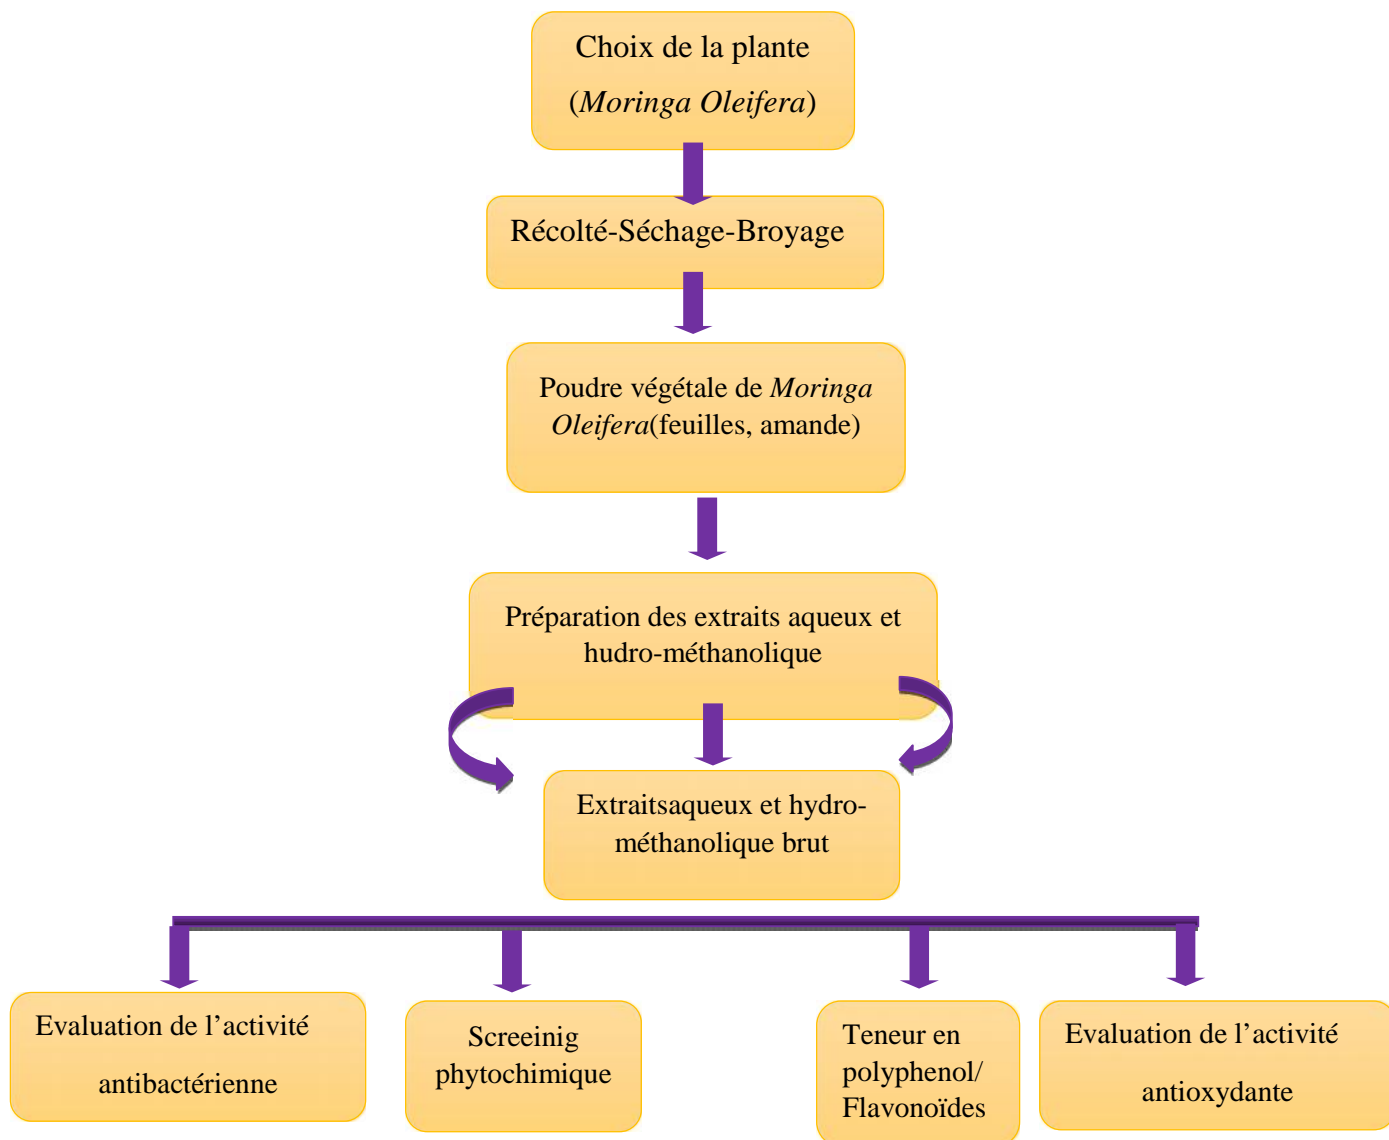 Choix de la plante
(Moringa Oleifera)
Récolté-Séchage-Broyage
Poudre végétale de Moringa
Oleifera(feuilles, amande)
Préparation des extraits aqueux et
hudro-méthanolique
Extraitsaqueux et hydro-
méthanolique brut
Evaluation de l’activité
antibactérienne
Screeinig
phytochimique
Teneur en
polyphenol/
Flavonoïdes
Evaluation de l’activité
antioxydante